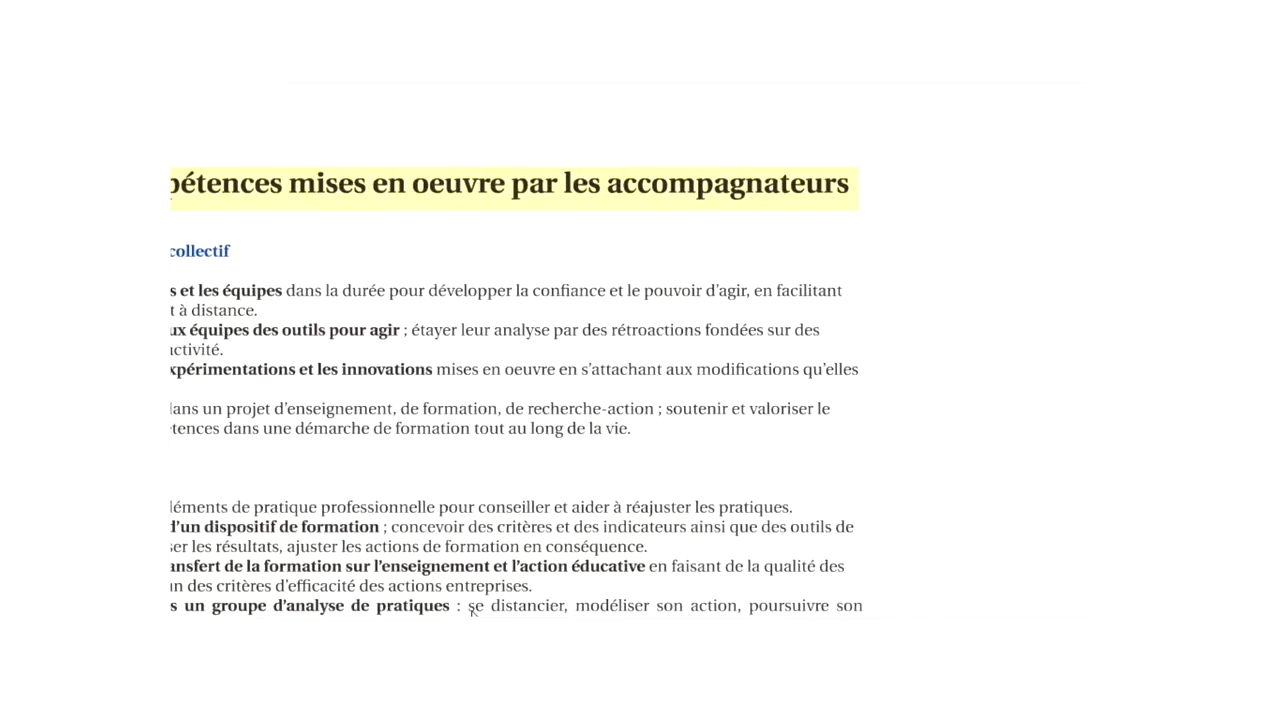 pétences mises en oeuvre par les accompagnateurs
collectif
s et les équipes dans la durée pour développer la confiance et le pouvoir d'agir, en facilitant
t à distance.
ux équipes des outils pour agir ; étayer leur analyse par des rétroactions fondées sur des
activité.
xpérimentations et les innovations mises en oeuvre en s'attachant aux modifications qu'elles
dans un projet d'enseignement, de formation, de recherche-action ; soutenir et valoriser le
tences dans une démarche de formation tout au long de la vie.
léments de pratique professionnelle pour conseiller et aider à réajuster les pratiques.
d'un dispositif de formation ; concevoir des critères et des indicateurs ainsi que des outils de
ser les résultats, ajuster les actions de formation en conséquence.
ansfert de la formation sur l'enseignement et l'action éducative en faisant de la qualité des
un des critères d'efficacité des actions entreprises.
s un groupe d'analyse de pratiques : se distancier, modéliser son action, poursuivre son